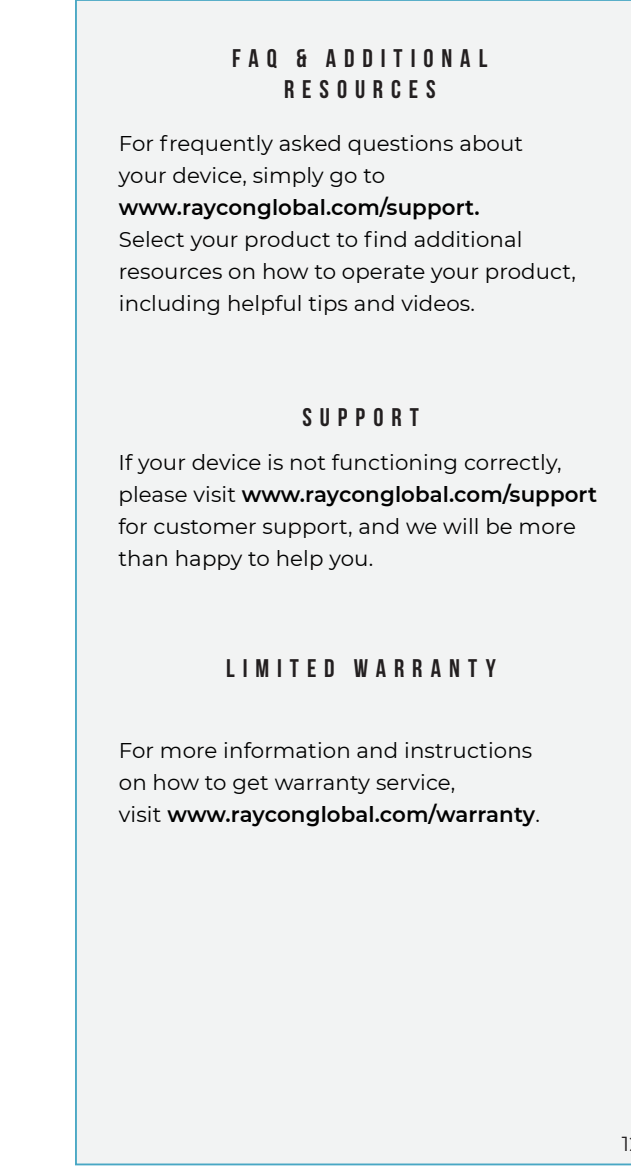 FAQ & ADDITIONAL
RESOURCES
For frequently asked questions about
your device, simply go to
www.rayconglobal.com/support.
Select your product to find additional
resources on how to operate your product,
including helpful tips and videos.
SUPPORT
If your device is not functioning correctly,
please visit www.rayconglobal.com/support
for customer support, and we will be more
than happy to help you.
LIMITED WARRANTY
For more information and instructions
on how to get warranty service,
visit www.rayconglobal.com/warranty.